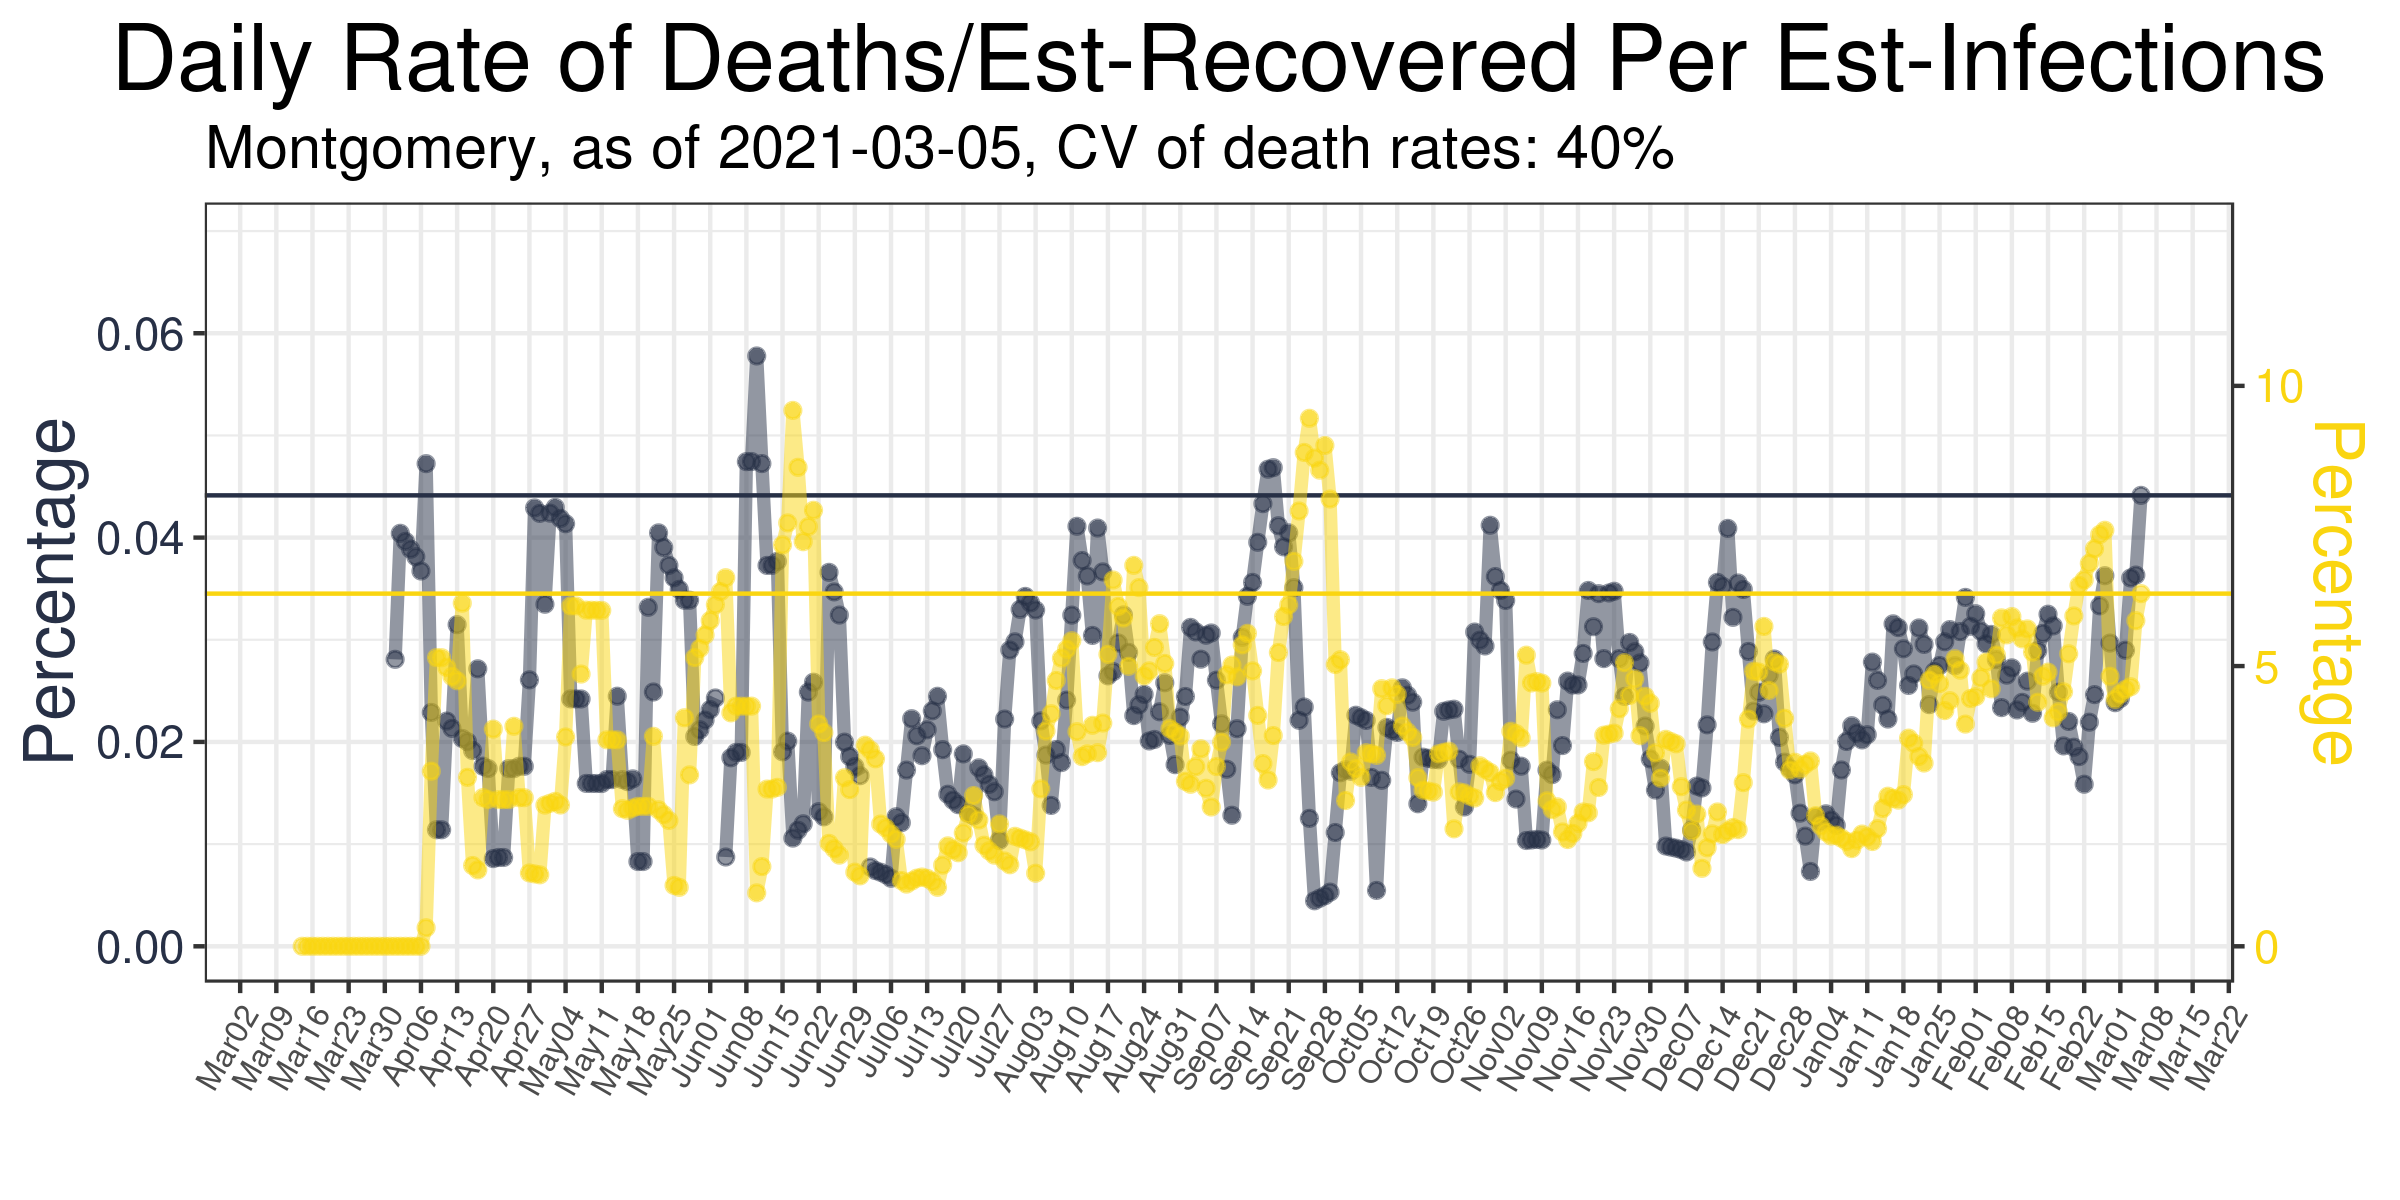 Daily Rate of Deaths/Est-Recovered Per Est-Infections
Montgomery, as of 2021-03-05, CV of death rates: 40%
Percentage
0.06
0.04
0.02
0.00
10
5
0
Percentage
Mar02
Mar09
Mar16
Mar23
Mar30
Apr06
Apr13
Apr20
Apr27
May04
May11
May18
May25
Jun01
Jun08
Jun15
Jun22
Jun29
Jul06
Jul13
Jul20
Jul27
Aug03
Aug10
Aug17
Aug24
Aug31
Sep07
Sep14
Sep21
Sep28
Oct05
Oct12
Oct19
Oct26
Nov02
Nov09
Nov16
Nov23
Nov30
Dec07
Dec14
Dec21
Dec28
Dec04
Jan11
Jan18
Jan25
Jan25
Feb01
Feb08
Feb15
Feb22
Mar01
Mar08
Mar15
Mar22